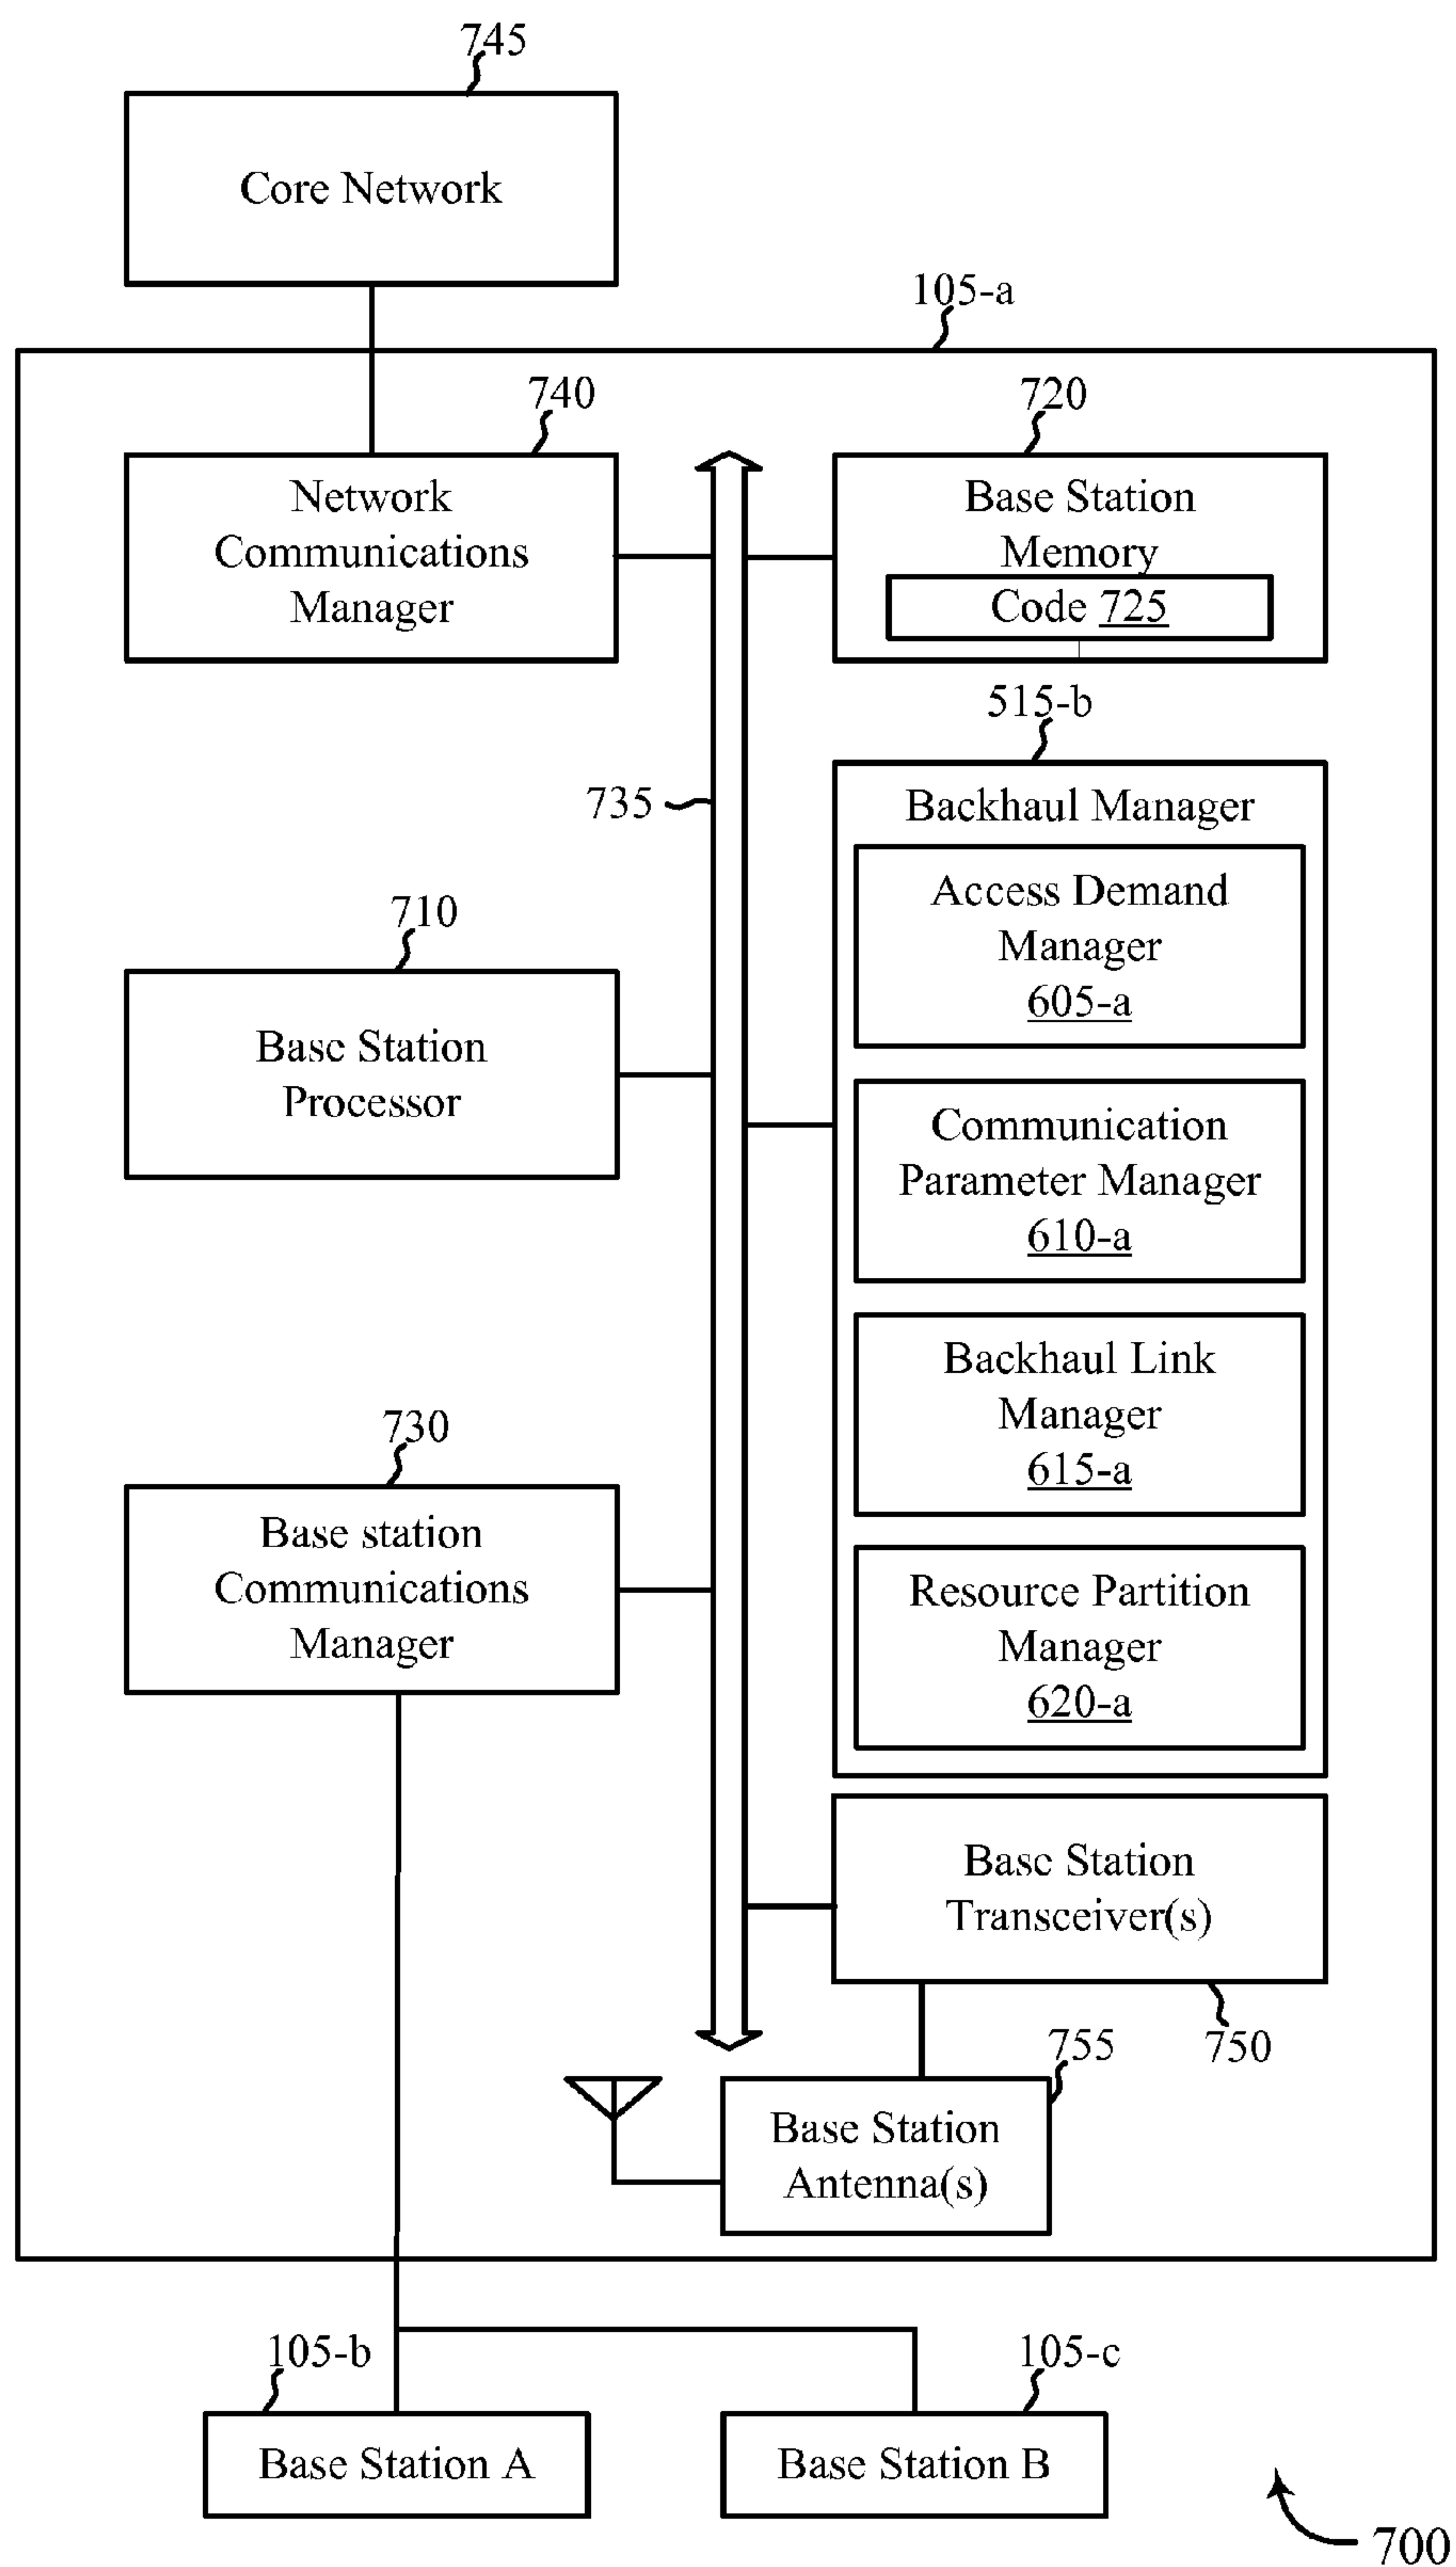 745
Core Network
105-a
740
720
Network
Communications
Manager
Base Station
Memory
Code 725
515-b
735
Backhaul Manager
Access Demand
Manager
605-a
710
Base Station
Processor
Communication
Parameter Manager
610-a
Backhaul Link
Manager
615-a
730
Base station
Communications
Manager
Resource Partition
Manager
620-a
Base Station
Transceiver(s)
750
755
Base Station
Antenna(s)
105-b
105-c
Base Station A
Base Station B
700